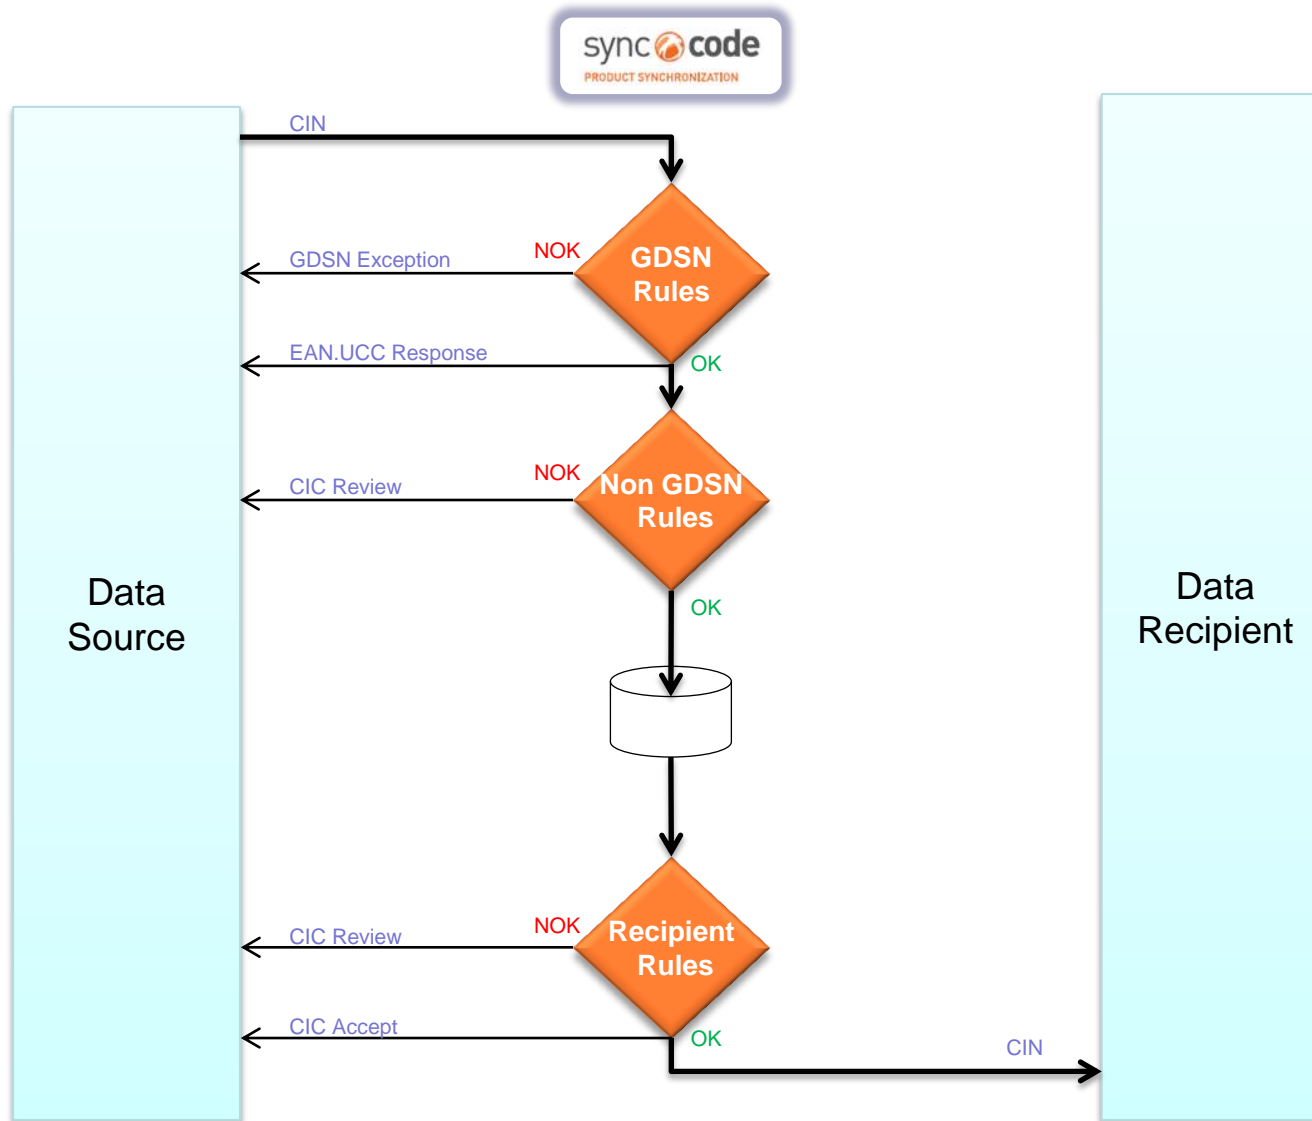 sync code
PRODUCT SYNCHRONIZATION
CIN
GDSN Exception
NOK
GDSN
Rules
EAN.UCC Response
OK
CIC Review
NOK
Non GDSN
Rules
OK
Data
Source
Data
Recipient
CIC Review
NOK
Recipient
Rules
CIC Accept
OK
CIN